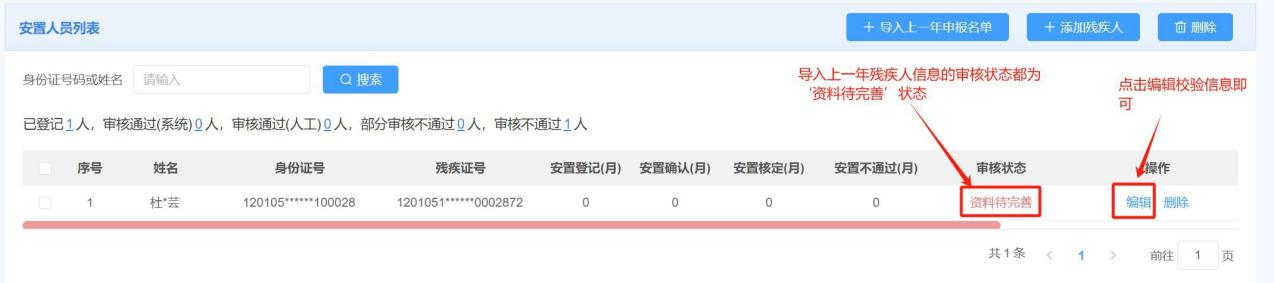 安置人员列表
+ 导入上一年申报名单 + 添加残疾人 删除
身份证号码或姓名 请输入 搜索
导入上一年残疾人信息的审核状态都为
‘资料待完善’状态
点击编辑校验信息即
可
已登记1人，审核通过(系统)0人，审核通过(人工)0人，部分审核不通过0人，审核不通过1人
序号 姓名 身份证号 残疾证号 安置登记(月) 安置确认(月) 安置核定(月) 安置不通过(月) 审核状态 操作
1 杜*芸 120105*****100028 1201051******0002872 0 0 0 0 资料待完善 编辑 删除
共 1 条 < 1 > 前往 1 页